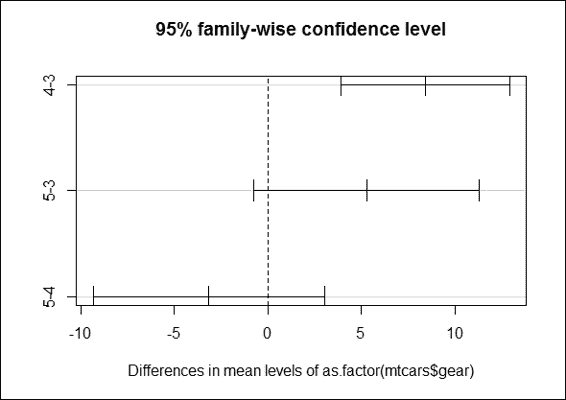 95% family-wise confidence level
4-3
5-3
5-4
-10 -5 0 5 10
Differences in mean levels of as.factor(mtcars$gear)